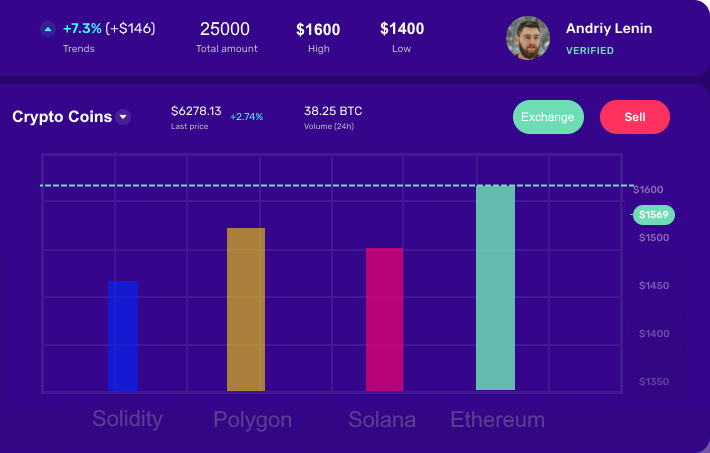 +7.3% (+$146)
Trends
25000
Total amount
$1600
High
$1400
Low
Andriy Lenin
VERIFIED
Crypto Coins
$6278.13
Last price
+2.74%
38.25 BTC
Volume (24h)
Exchange
Sell
$1600
$1569
$1500
$1450
$1400
$1350
Solidity Polygon Solana Ethereum